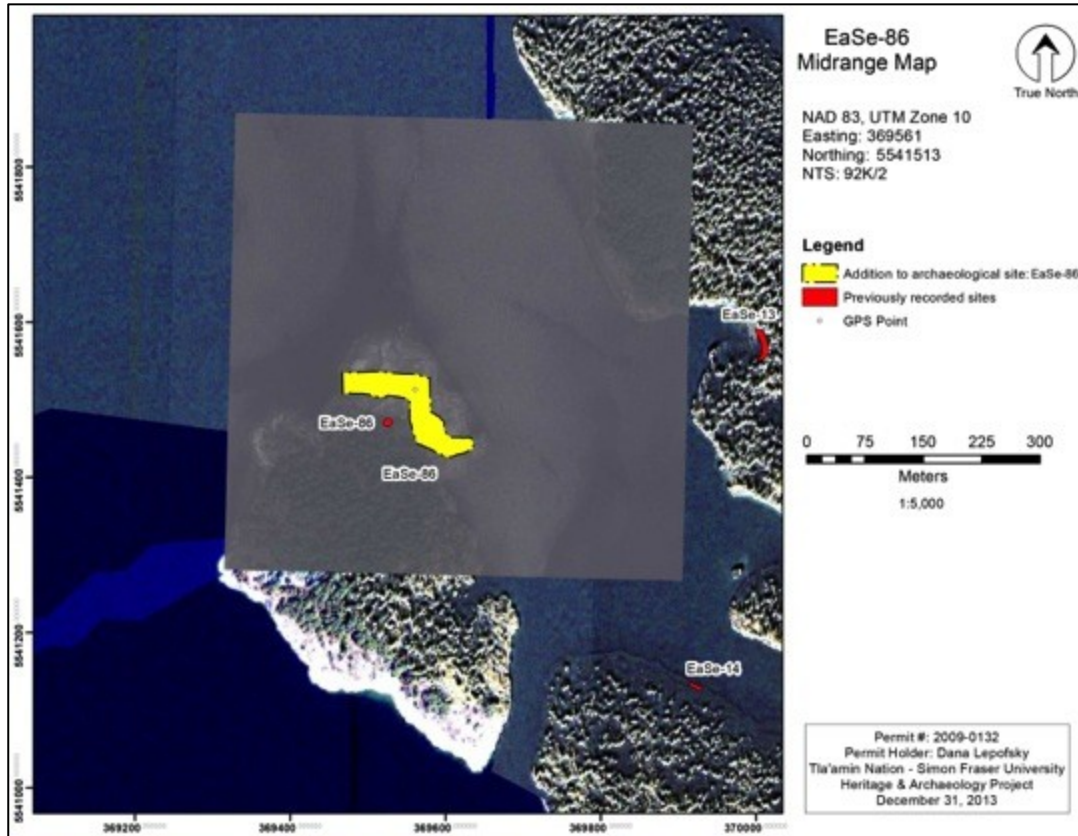 EaSe-86
Midrange Map
True North
NAD 83, UTM Zone 10
Easting: 369561
Northing: 5541513
NTS: 92K/2
Legend
Addition to archaeological site: EaSe-86
Previously recorded sites
GPS Point
0 75 150 225 300
Meters
1:5,000
Permit #: 2009-0132
Permit Holder: Dana Lepofsky
Tla'amin Nation - Simon Fraser University
Heritage & Archaeology Project
December 31, 2013
EaSe-13
EaSe-86
EaSe-86
EaSe-14
5541800
5541600
5541400
5541200
5541000
369200 369400 369600 369800 370000